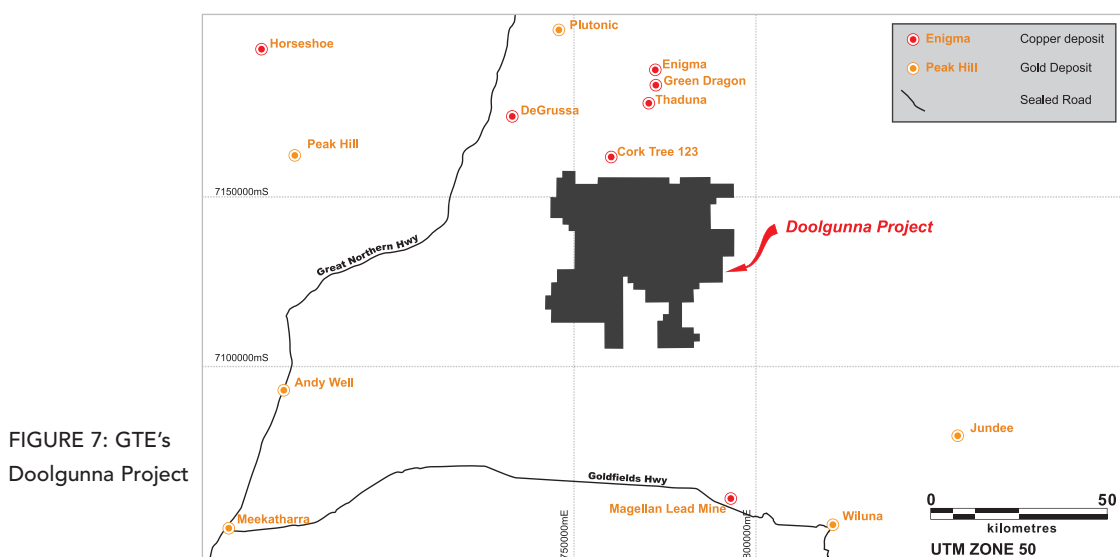 Plutonic
Horseshoe
Enigma
Green Dragon
Thaduna
DeGrussa
Peak Hill
Cork Tree 123
Enigma Copper deposit
Peak Hill Gold Deposit
Sealed Road
7150000mS
Doolgunna Project
Great Northern Hwy
7100000mS
Andy Well
FIGURE 7: GTE's
Doolgunna Project
Jundee
Goldfields Hwy
Magellan Lead Mine
Meekatharra
Wiluna
750000mE
800000mE
0 50
kilometres
UTM ZONE 50